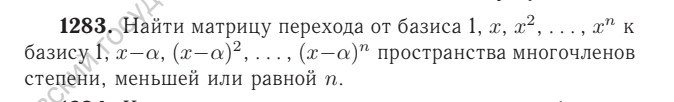 1283. Найти матрицу перехода от базиса 1, x, x², ..., xⁿ к
базису 1, x−α, (x−α)², ..., (x−α)ⁿ пространства многочленов
степени, меньшей или равной n.